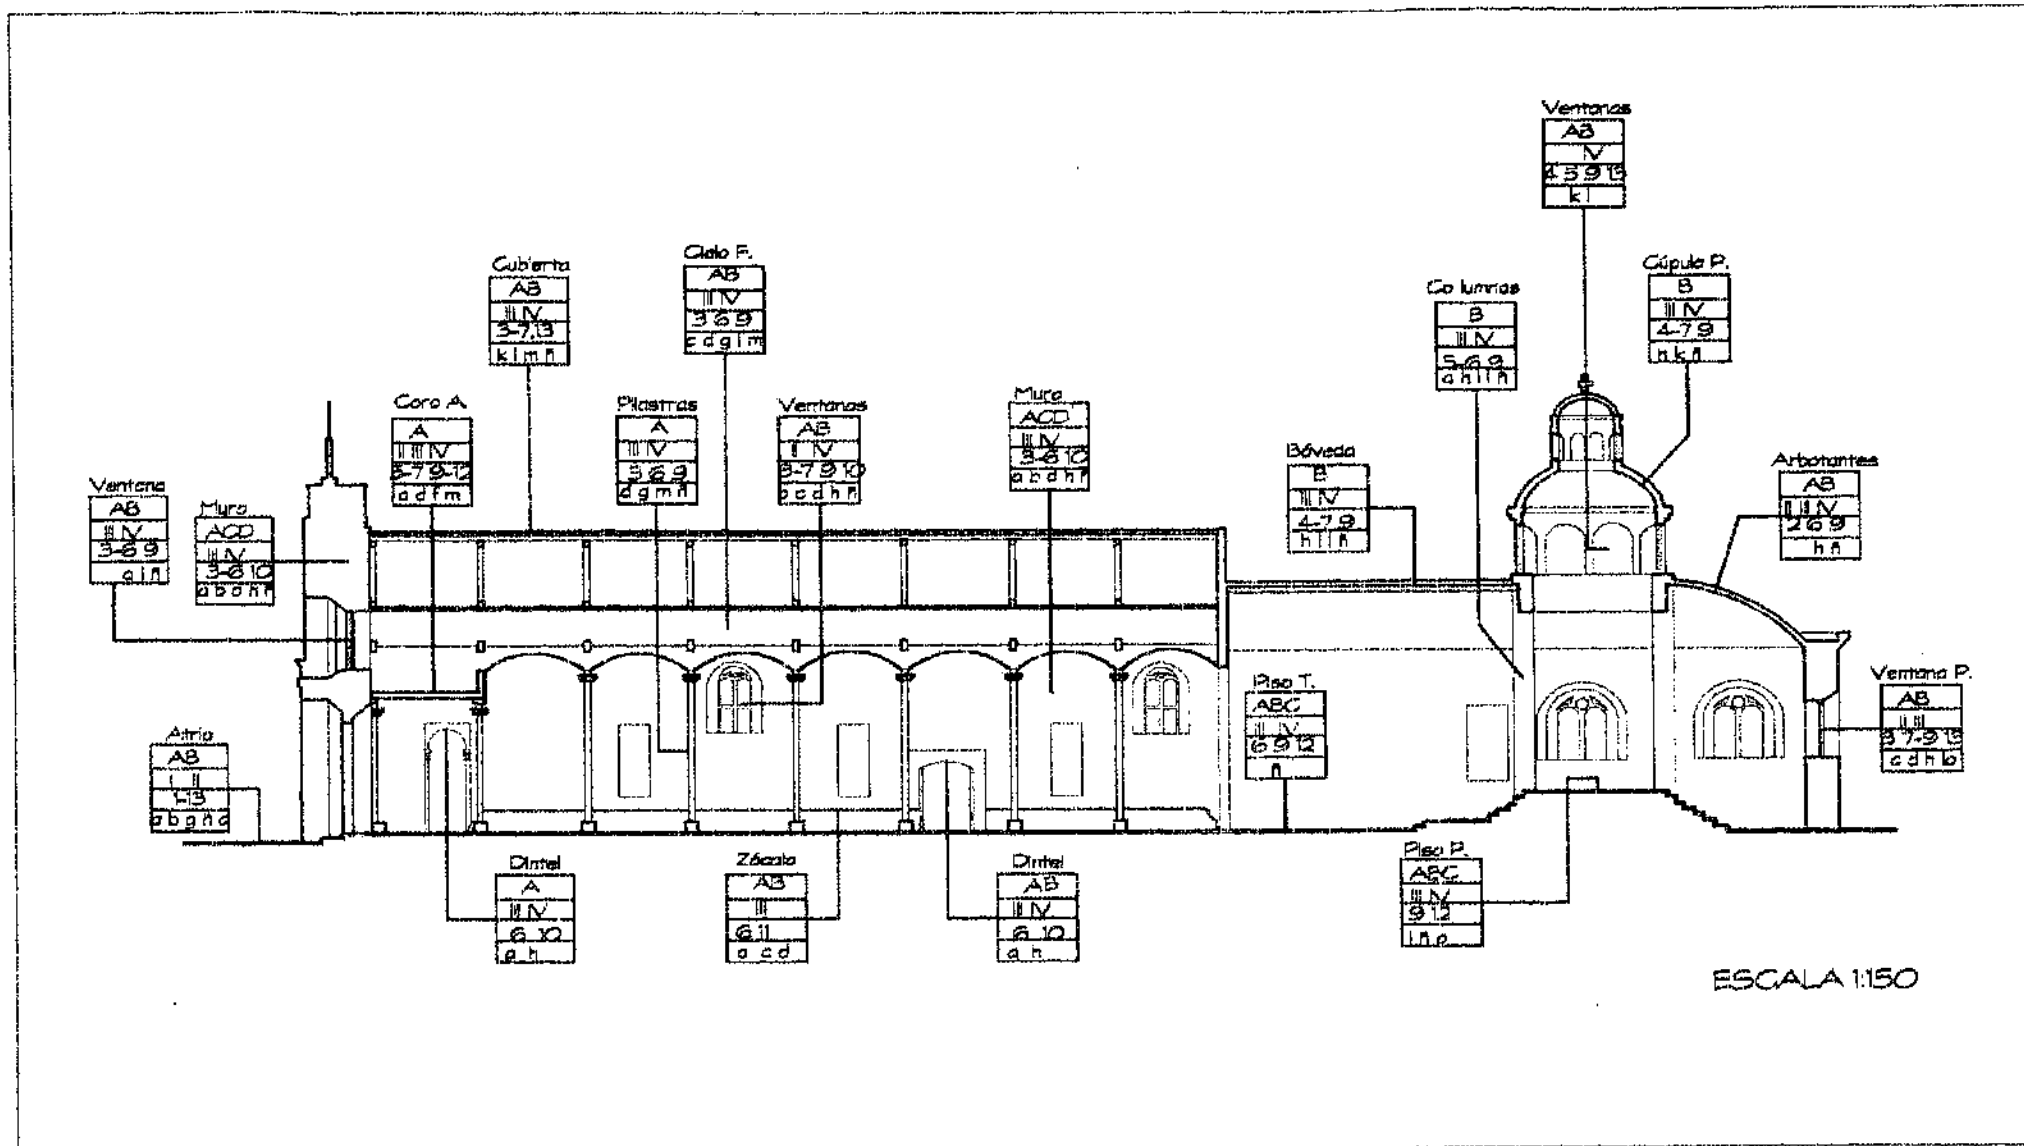 Ventanas
AB
IV
4 5 9 13
k l
Cúpula P.
B
III IV
4-7 9
h k ñ
Co lumnas
B
III IV
5-6 9
a h l l ñ
Cielo F.
AB
III IV
3 6 9
c d g l m
Cubierta
AB
III IV
3-7,13
k l m ñ
Coro A.
A
II III IV
3-7 9-12
a d f m
Pilastras
A
III IV
3 6 9
d g m ñ
Ventanas
AB
II IV
3-7 9 10
Muro
ACD
III IV
3-6 10
a b d h ñ
Bóveda
B
III IV
4-7 9
Arbotantes
AB
2 6 9
h ñ
Ventana
AB
III IV
3-6 9
a l ñ
Muro
ACD
III IV
3-6 10
a b d h ñ
Piso T.
ABC
III IV
6 9 12
ñ
Ventana P.
AB
II III
3 7-9 13
c d h b
Atrio
AB
I II
1-13
Dintel
A
III IV
6 10
a h
Zócalo
AB
III
6 11
a c d
Dintel
AB
III IV
6 10
a h
Piso P.
ABC
III IV
9 12
ESCALA 1:150